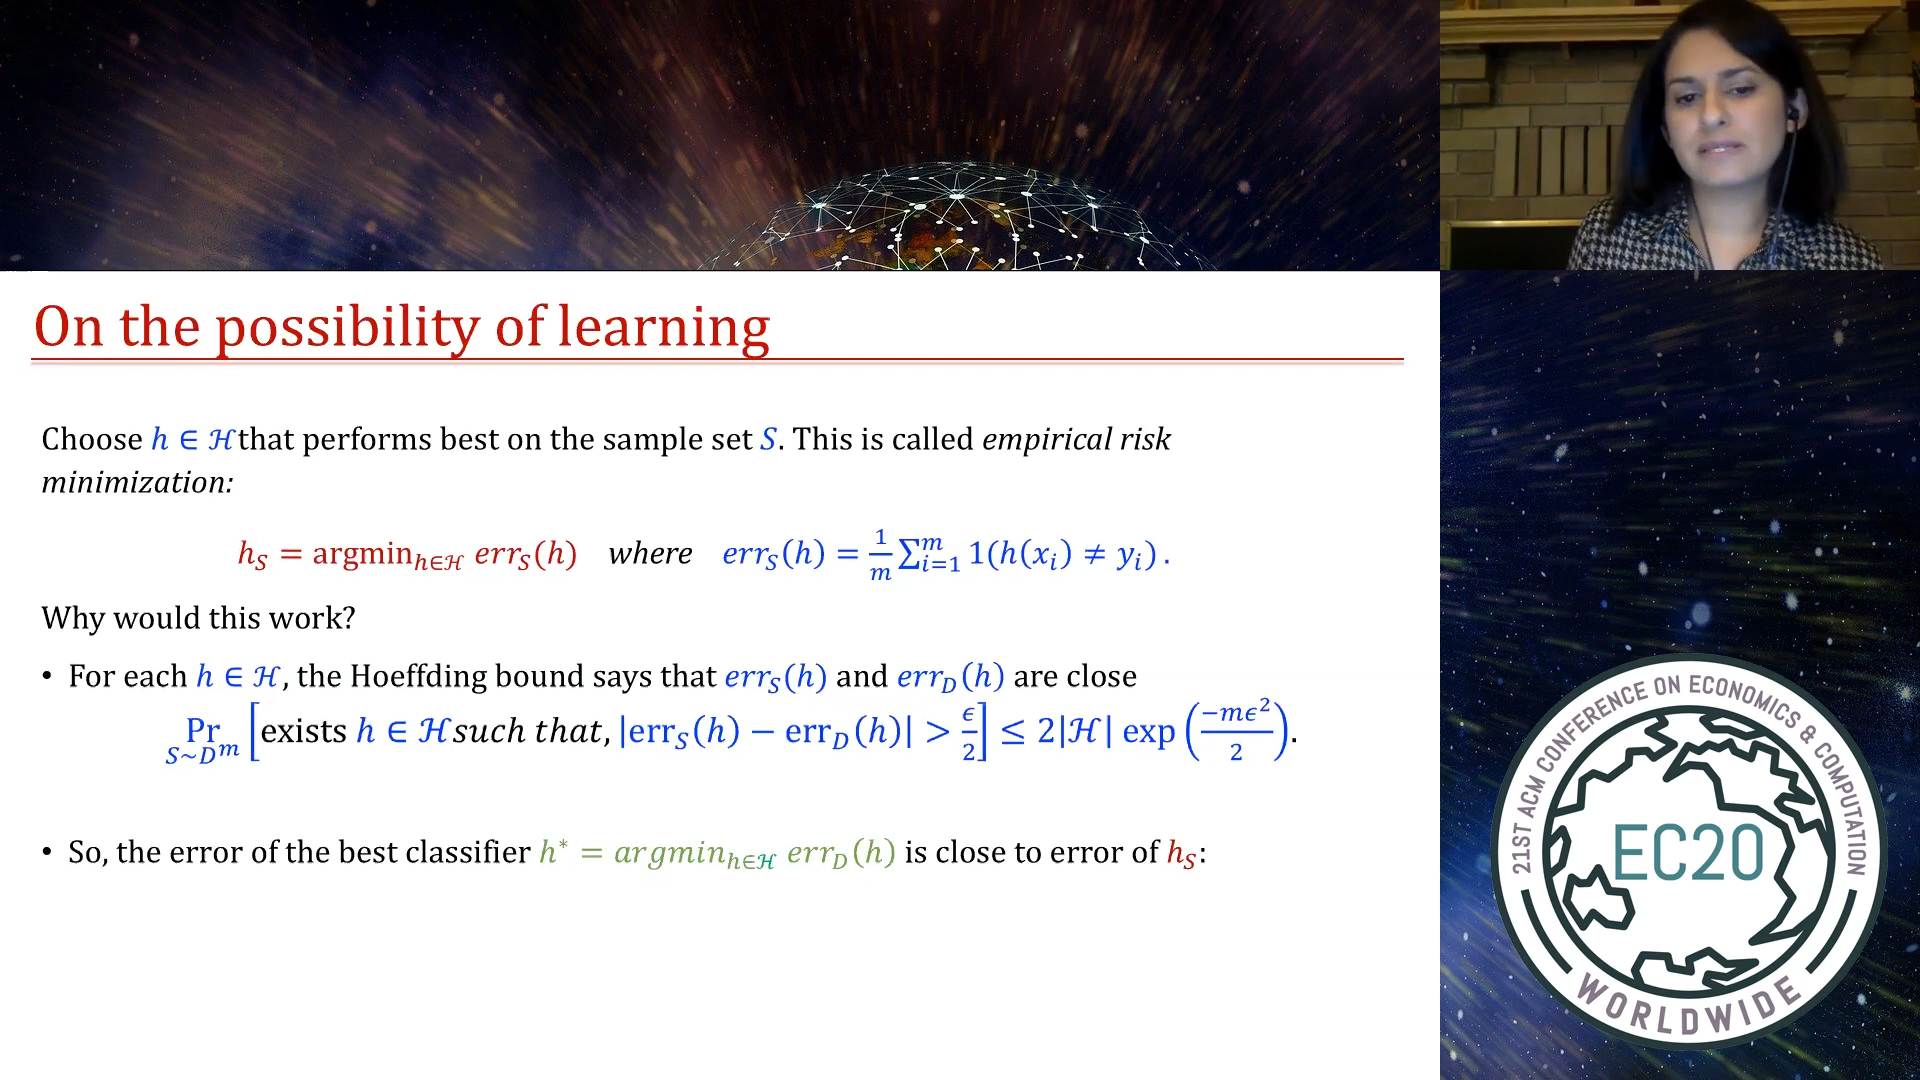 On the possibility of learning
Choose h ∈ ℋ that performs best on the sample set S. This is called empirical risk
minimization:
h_S = argmin_{h∈ℋ} err_S(h) where err_S(h) = 1/m ∑_{i=1}^{m} 1(h(x_i) ≠ y_i).
Why would this work?
• For each h ∈ ℋ, the Hoeffding bound says that err_S(h) and err_D(h) are close
Pr_{S~D^m} [exists h ∈ ℋ such that, |err_S(h) − err_D(h)| > ϵ/2] ≤ 2|ℋ| exp(−mϵ²/2).
• So, the error of the best classifier h* = argmin_{h∈ℋ} err_D(h) is close to error of h_S:
21ST ACM CONFERENCE ON ECONOMICS & COMPUTATION
EC20
WORLDWIDE